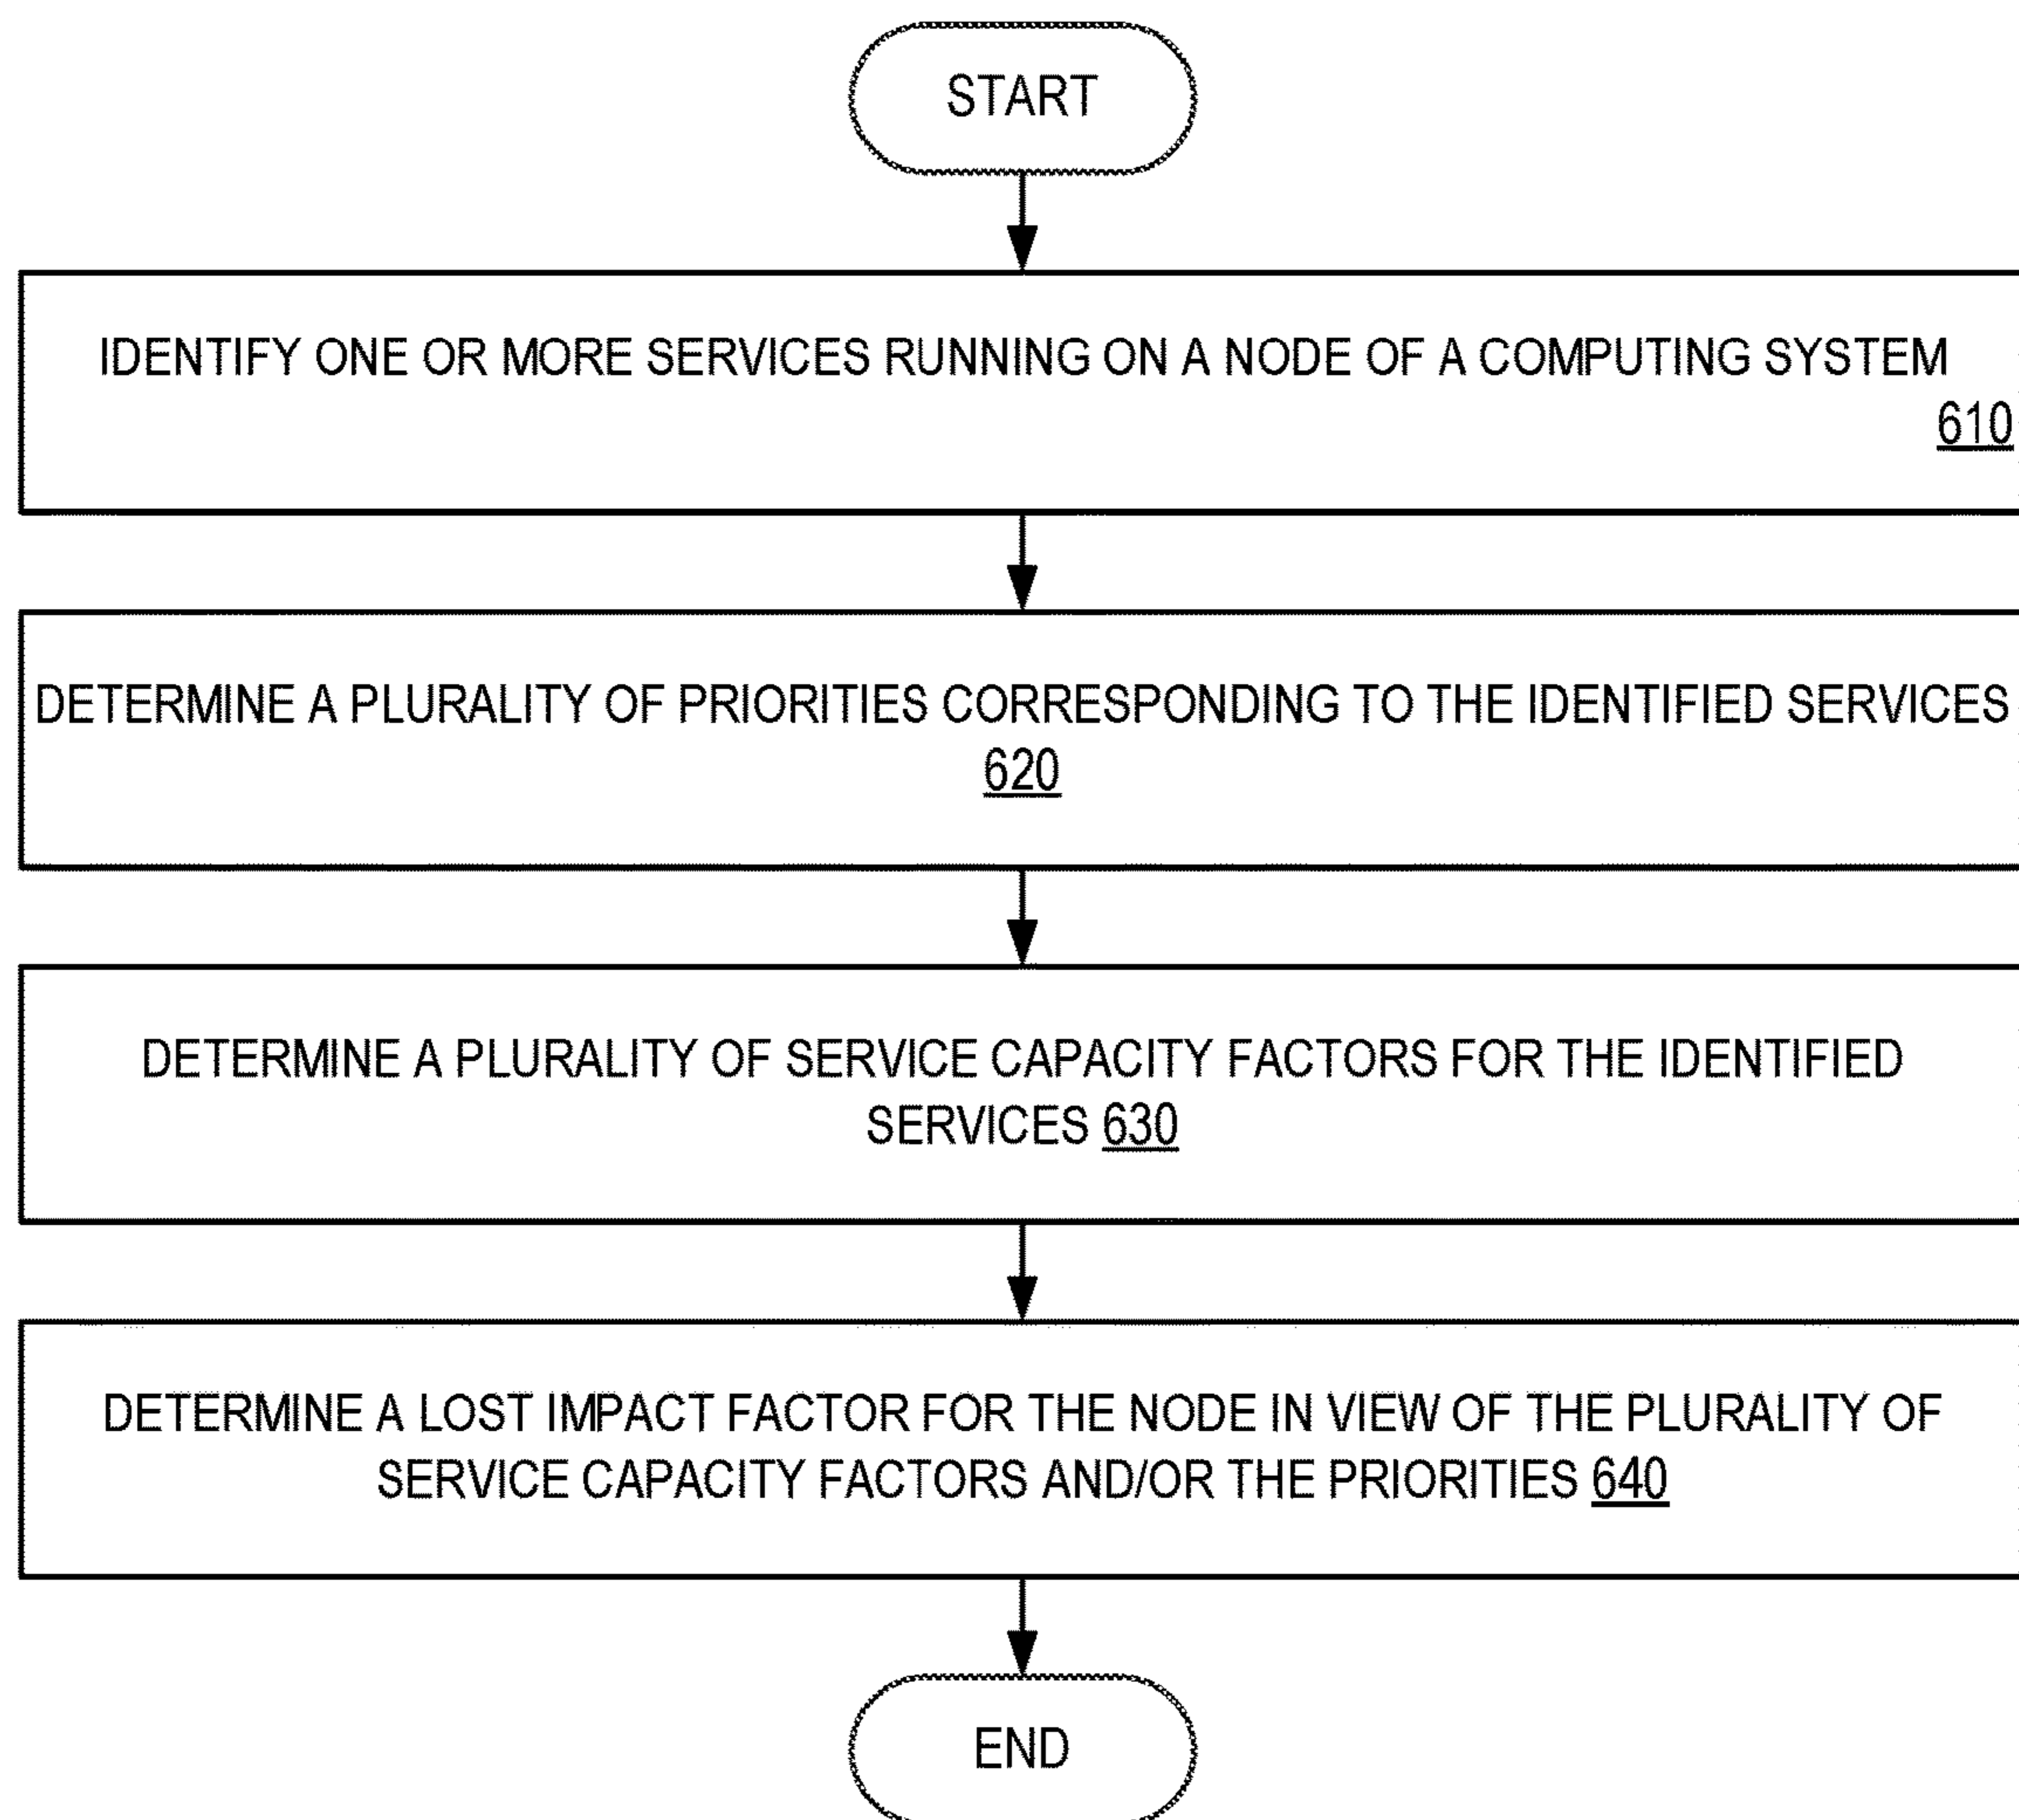 START
IDENTIFY ONE OR MORE SERVICES RUNNING ON A NODE OF A COMPUTING SYSTEM
610
DETERMINE A PLURALITY OF PRIORITIES CORRESPONDING TO THE IDENTIFIED SERVICES
620
DETERMINE A PLURALITY OF SERVICE CAPACITY FACTORS FOR THE IDENTIFIED
SERVICES 630
DETERMINE A LOST IMPACT FACTOR FOR THE NODE IN VIEW OF THE PLURALITY OF
SERVICE CAPACITY FACTORS AND/OR THE PRIORITIES 640
END